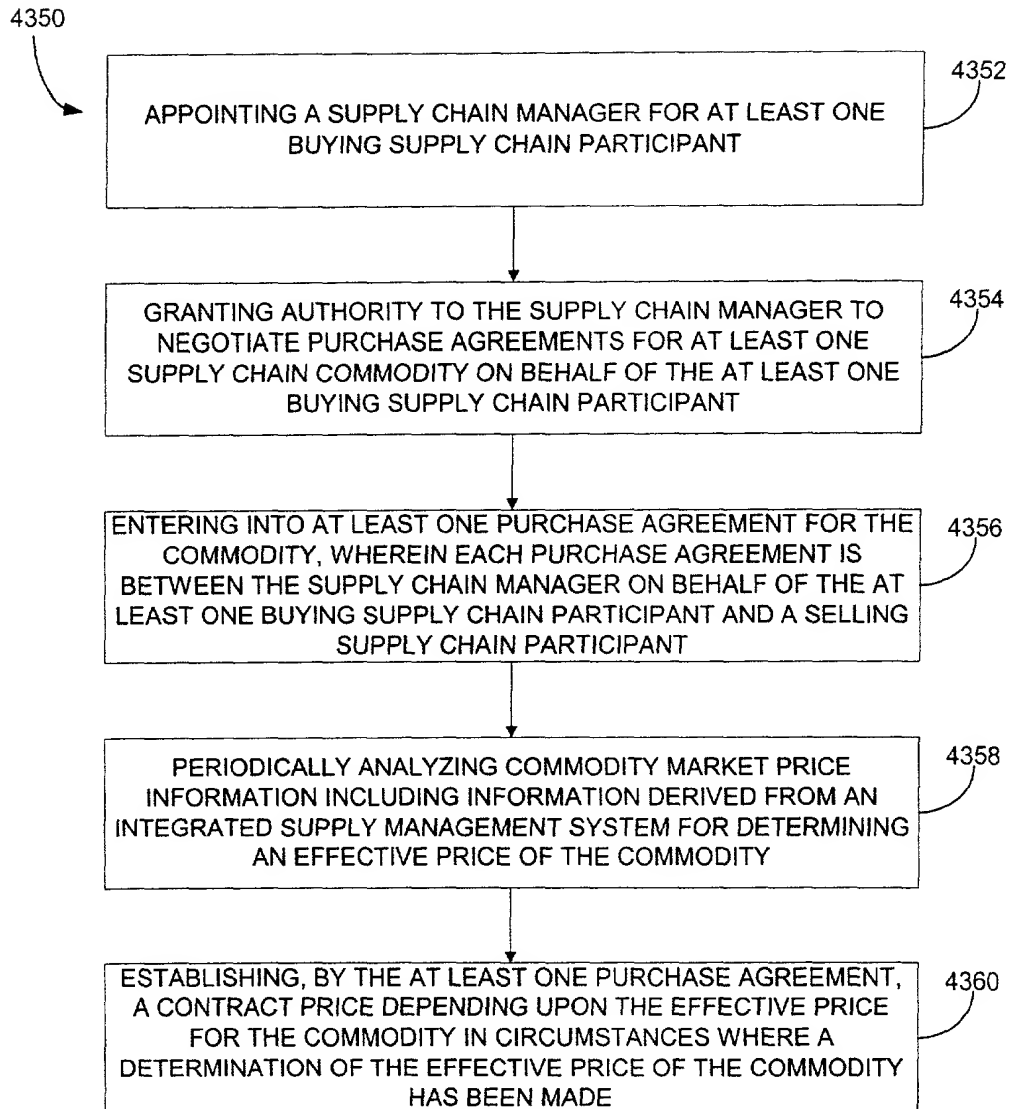 4350
4352
APPOINTING A SUPPLY CHAIN MANAGER FOR AT LEAST ONE
BUYING SUPPLY CHAIN PARTICIPANT
4354
GRANTING AUTHORITY TO THE SUPPLY CHAIN MANAGER TO
NEGOTIATE PURCHASE AGREEMENTS FOR AT LEAST ONE
SUPPLY CHAIN COMMODITY ON BEHALF OF THE AT LEAST ONE
BUYING SUPPLY CHAIN PARTICIPANT
4356
ENTERING INTO AT LEAST ONE PURCHASE AGREEMENT FOR THE
COMMODITY, WHEREIN EACH PURCHASE AGREEMENT IS
BETWEEN THE SUPPLY CHAIN MANAGER ON BEHALF OF THE AT
LEAST ONE BUYING SUPPLY CHAIN PARTICIPANT AND A SELLING
SUPPLY CHAIN PARTICIPANT
4358
PERIODICALLY ANALYZING COMMODITY MARKET PRICE
INFORMATION INCLUDING INFORMATION DERIVED FROM AN
INTEGRATED SUPPLY MANAGEMENT SYSTEM FOR DETERMINING
AN EFFECTIVE PRICE OF THE COMMODITY
4360
ESTABLISHING, BY THE AT LEAST ONE PURCHASE AGREEMENT,
A CONTRACT PRICE DEPENDING UPON THE EFFECTIVE PRICE
FOR THE COMMODITY IN CIRCUMSTANCES WHERE A
DETERMINATION OF THE EFFECTIVE PRICE OF THE COMMODITY
HAS BEEN MADE